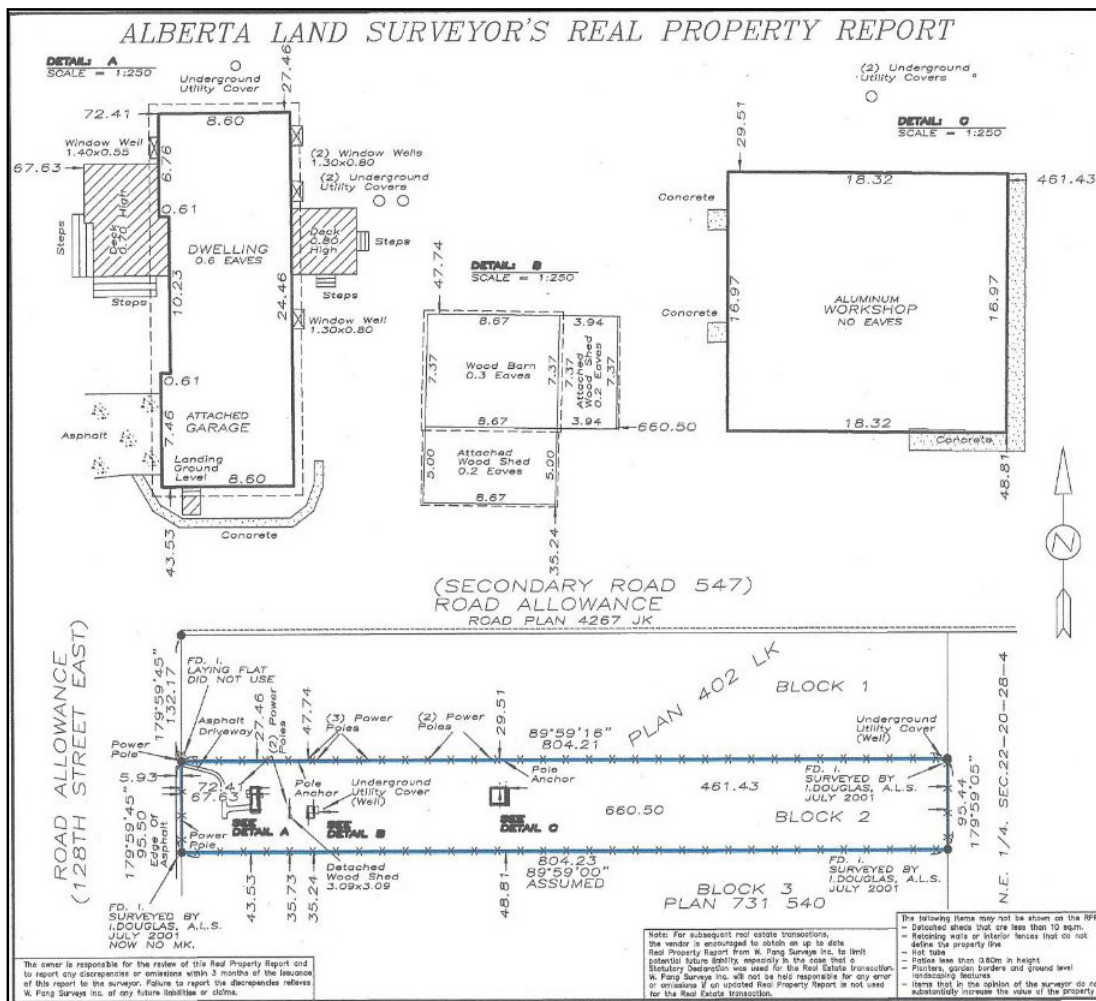 ALBERTA LAND SURVEYOR'S REAL PROPERTY REPORT
DETAIL: A
SCALE = 1:250
Underground
Utility Cover
27.46
72.41
8.60
Window Well
1.40x0.55
67.63
6.76
(2) Window Wells
1.30x0.80
(2) Underground
Utility Covers
0.61
Steps
Deck
0.70 High
DWELLING
0.6 EAVES
Deck
0.80
High
Steps
Steps
Steps
10.23
24.46
Window Well
1.30x0.80
0.61
ATTACHED
GARAGE
7.46
Asphalt
Landing
Ground
Level
8.60
Concrete
43.53
DETAIL: B
SCALE = 1:250
47.74
8.67
3.94
7.37
Wood Barn
0.3 Eaves
7.37
7.37
Attached
Wood Shed
0.2 Eaves
7.37
8.67
3.94
660.50
5.00
Attached
Wood Shed
0.2 Eaves
5.00
8.67
35.24
(2) Underground
Utility Covers
DETAIL: C
SCALE = 1:250
29.51
18.32
461.43
Concrete
Concrete
16.97
ALUMINUM
WORKSHOP
NO EAVES
16.97
18.32
Concrete
48.81
N
(SECONDARY ROAD 547)
ROAD ALLOWANCE
ROAD PLAN 4267 JK
ROAD ALLOWANCE
(128TH STREET EAST)
179°59'45"
132.17
FD. I.
LAYING FLAT
DID NOT USE
Asphalt
Driveway
Power
Pole
27.46
(2) Power
Poles
47.74
(3) Power
Poles
(2) Power
Poles
29.51
89°59'16"
804.21
PLAN 402 LK
BLOCK 1
Underground
Utility Cover
(Well)
5.93
72.41
67.63
Pole
Anchor
Underground
Utility Cover
(Well)
Pole
Anchor
461.43
660.50
FD. I.
SURVEYED BY
I.DOUGLAS, A.L.S.
JULY 2001
BLOCK 2
95.44
179°59'05"
N.E. 1/4. SEC.22-20-28-4
179°59'45"
95.50
Edge of
Asphalt
Power
Pole
SEE
DETAIL A
SEE
DETAIL B
SEE
DETAIL C
43.53
35.73
35.24
Detached
Wood Shed
3.09x3.09
48.81
804.23
89°59'00"
ASSUMED
BLOCK 3
PLAN 731 540
FD. I.
SURVEYED BY
I.DOUGLAS, A.L.S.
JULY 2001
FD. I.
SURVEYED BY
I.DOUGLAS, A.L.S.
JULY 2001
NOW NO MK.
The owner is responsible for the review of this Real Property Report and
to report any discrepancies or omissions within 3 months of the issuance
of this report to the surveyor. Failure to report the discrepancies relieves
W. Pang Surveys Inc. of any future liabilities or claims.
Note: For subsequent real estate transactions,
the vendor is encouraged to obtain an up to date
Real Property Report from W. Pang Surveys Inc. to limit
potential future liability, especially in the case that a
Statutory Declaration was used for the Real Estate transaction.
W. Pang Surveys Inc. will not be held responsible for any error
or omissions if an updated Real Property Report is not used
for the Real Estate transaction.
The following items may not be shown on the RPR
- Detached sheds that are less than 10 sq.m.
- Retaining walls or interior fences that do not
define the property line
- Hot tubs
- Patios less than 0.60m in height
- Planters, garden borders and ground level
landscaping features
- Items that in the opinion of the surveyor do not
substantially increase the value of the property